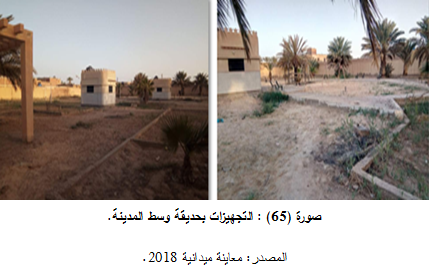 صورة (65) : التجهيزات بحديقة وسط المدينة.
المصدر: معاينة ميدانية 2018.